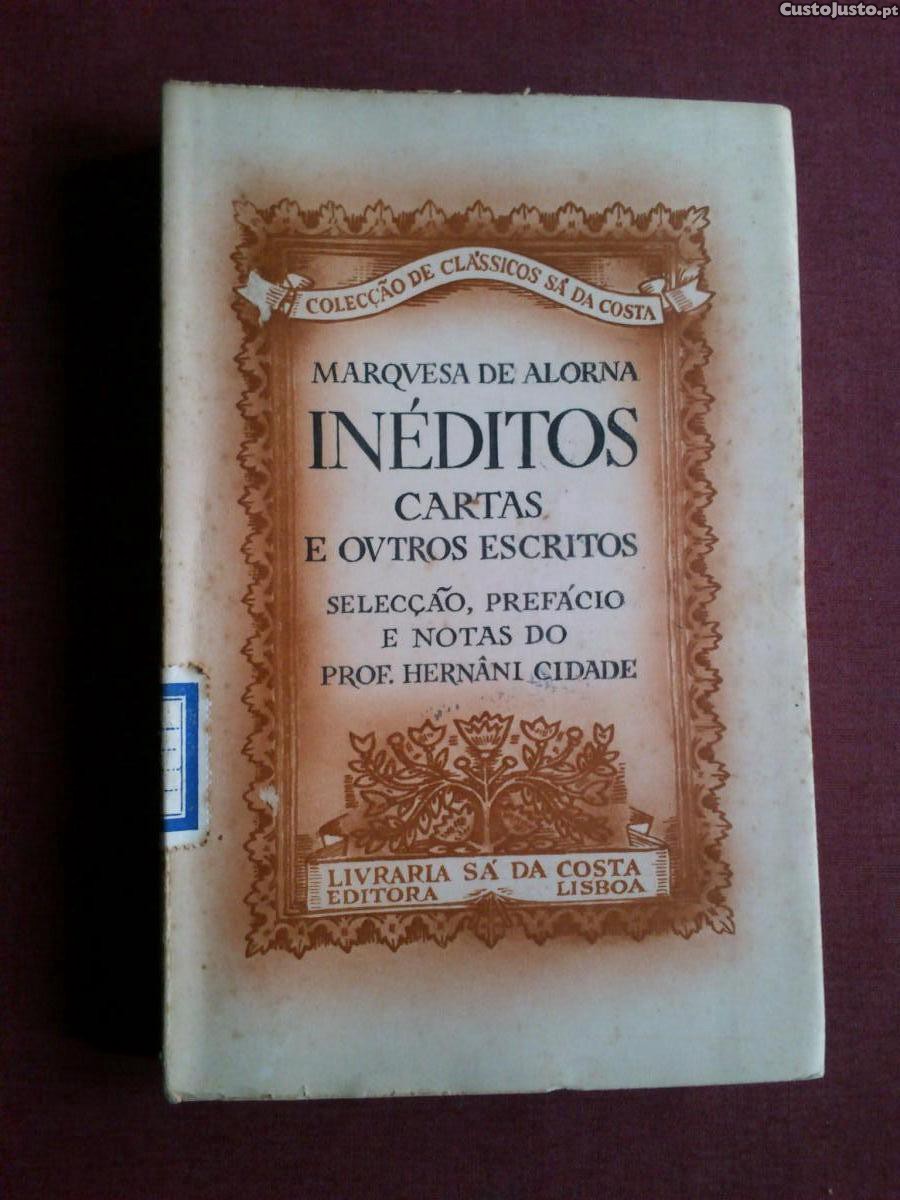 CustoJusto.pt
COLECÇÃO DE CLÁSSICOS SÁ DA COSTA
MARQVESA DE ALORNA
INÉDITOS
CARTAS
E OVTROS ESCRITOS
SELECÇÃO, PREFÁCIO
E NOTAS DO
PROF. HERNÂNI CIDADE
LIVRARIA SÁ DA COSTA
EDITORA LISBOA